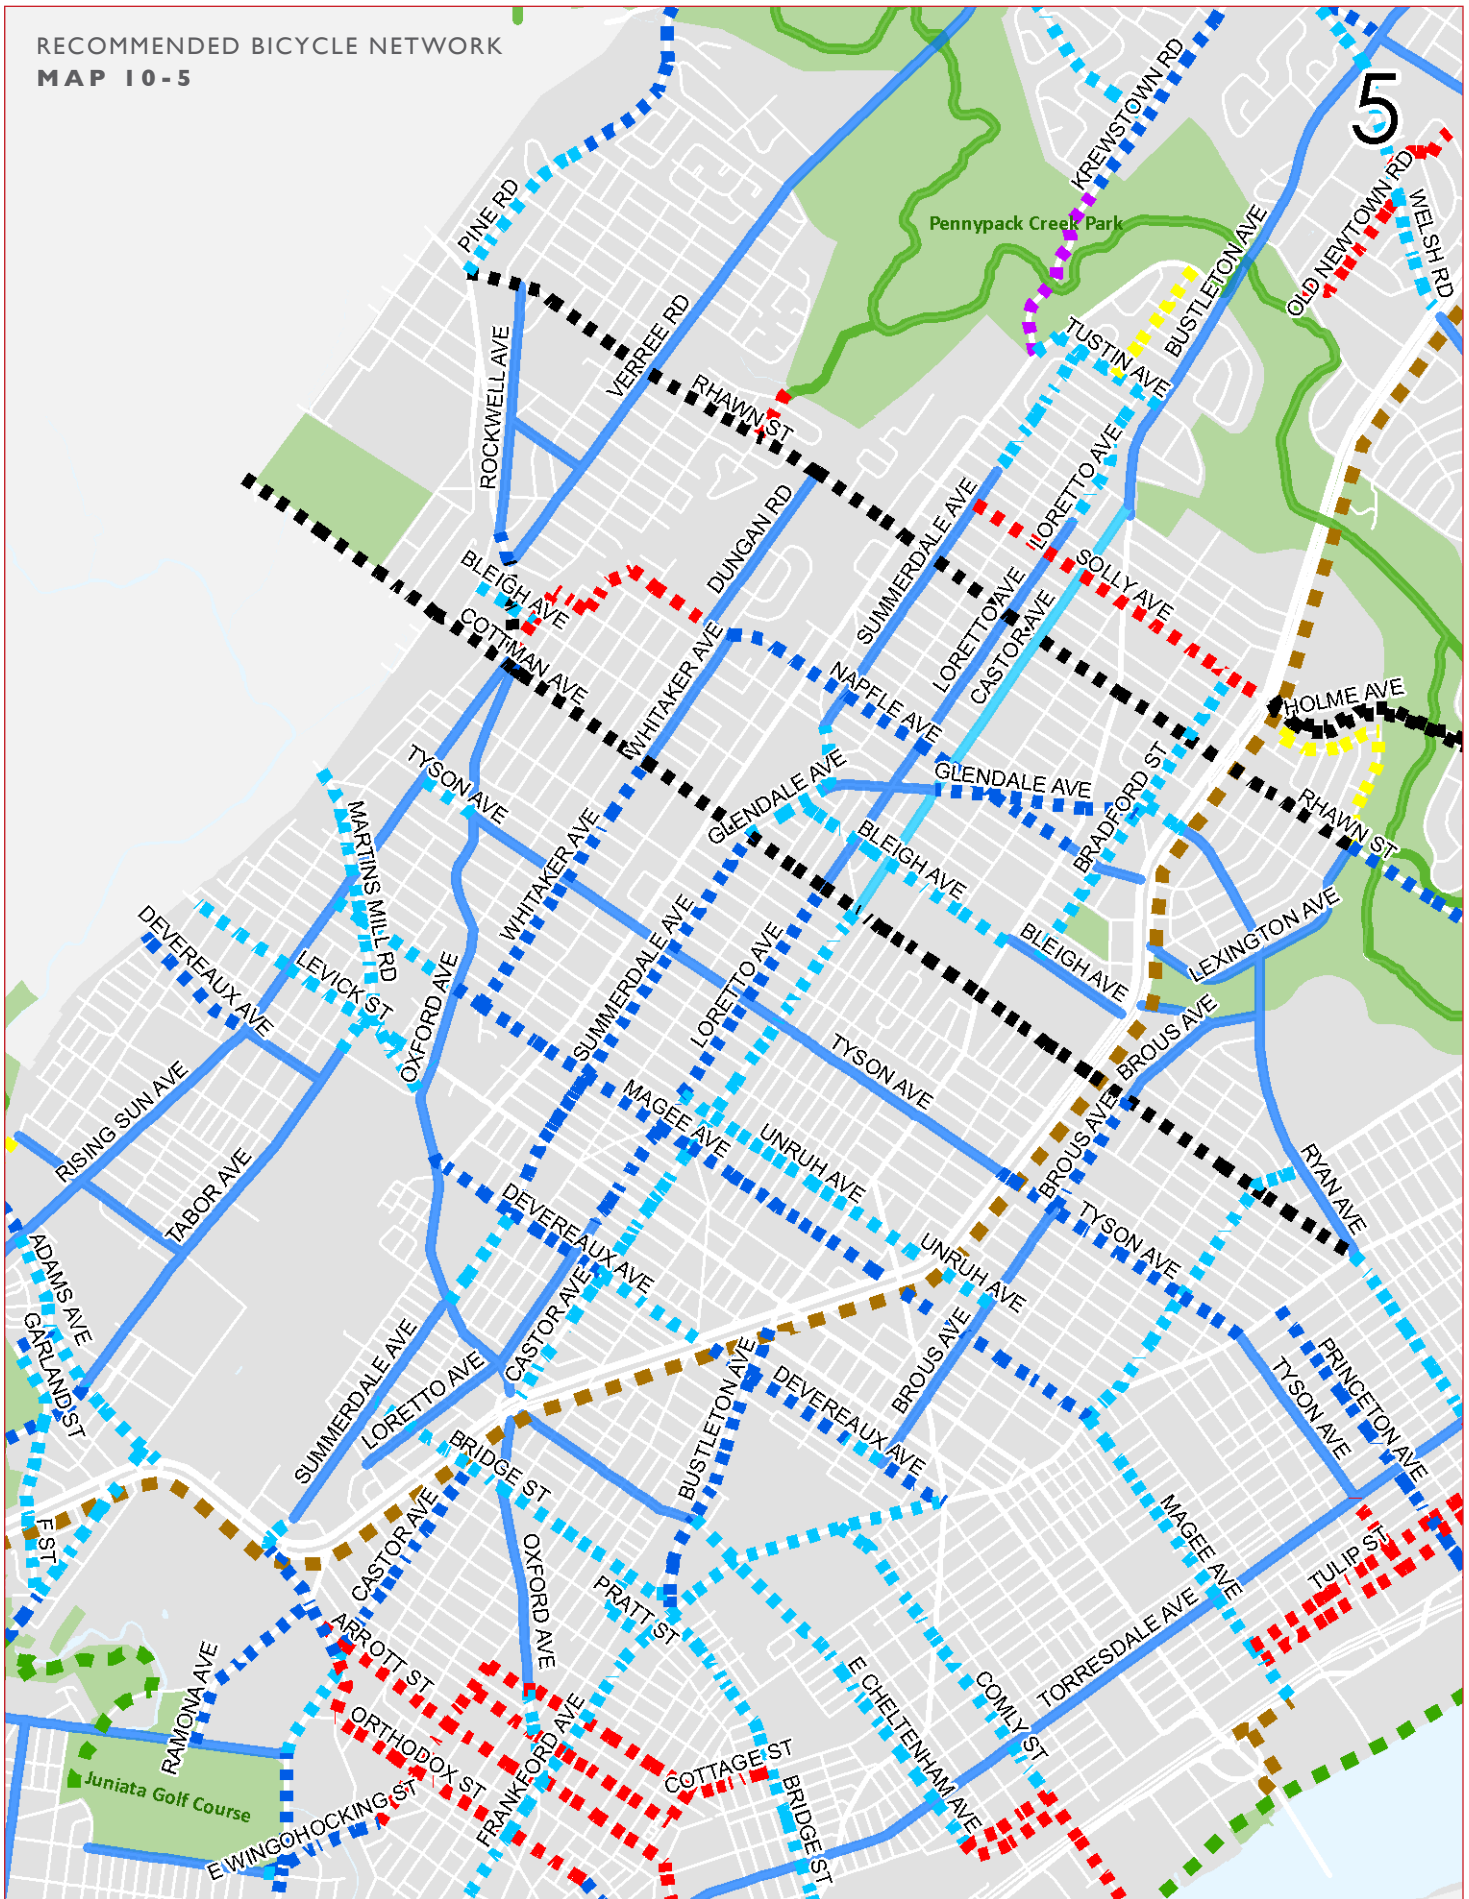 RECOMMENDED BICYCLE NETWORK
MAP 10-5
5
KREWSTOWN RD
PINE RD
Pennypack Creek Park
OLD NEWTOWN RD
WELSH RD
BUSTLETON AVE
TUSTIN AVE
VERREE RD
ROCKWELL AVE
RHAWN ST
LORETTO AVE
SUMMERDALE AVE
DUNGAN RD
SOLLY AVE
BLEIGH AVE
COTTMAN AVE
LORETTO AVE
CASTOR AVE
WHITAKER AVE
NAPFLE AVE
HOLME AVE
TYSON AVE
GLENDALE AVE
GLENDALE AVE
BRADFORD ST
RHAWN ST
MARTINS MILL RD
WHITAKER AVE
BLEIGH AVE
DEVEREAUX AVE
LEVICK ST
OXFORD AVE
SUMMERDALE AVE
LORETTO AVE
BLEIGH AVE
LEXINGTON AVE
BROUS AVE
TYSON AVE
RISING SUN AVE
MAGEE AVE
UNRUH AVE
BROUS AVE
RYAN AVE
TABOR AVE
DEVEREAUX AVE
TYSON AVE
ADAMS AVE
UNRUH AVE
GARLAND ST
CASTOR AVE
SUMMERDALE AVE
LORETTO AVE
BROUS AVE
PRINCETON AVE
BUSTLETON AVE
DEVEREAUX AVE
TYSON AVE
BRIDGE ST
F ST
CASTOR AVE
OXFORD AVE
MAGEE AVE
TULIP ST
PRATT ST
ARROTT ST
RAMONA AVE
TORRESDALE AVE
E CHELTENHAM AVE
COMLY ST
ORTHODOX ST
FRANKFORD AVE
COTTAGE ST
Juniata Golf Course
BRIDGE ST
E WINGOHOCKING ST